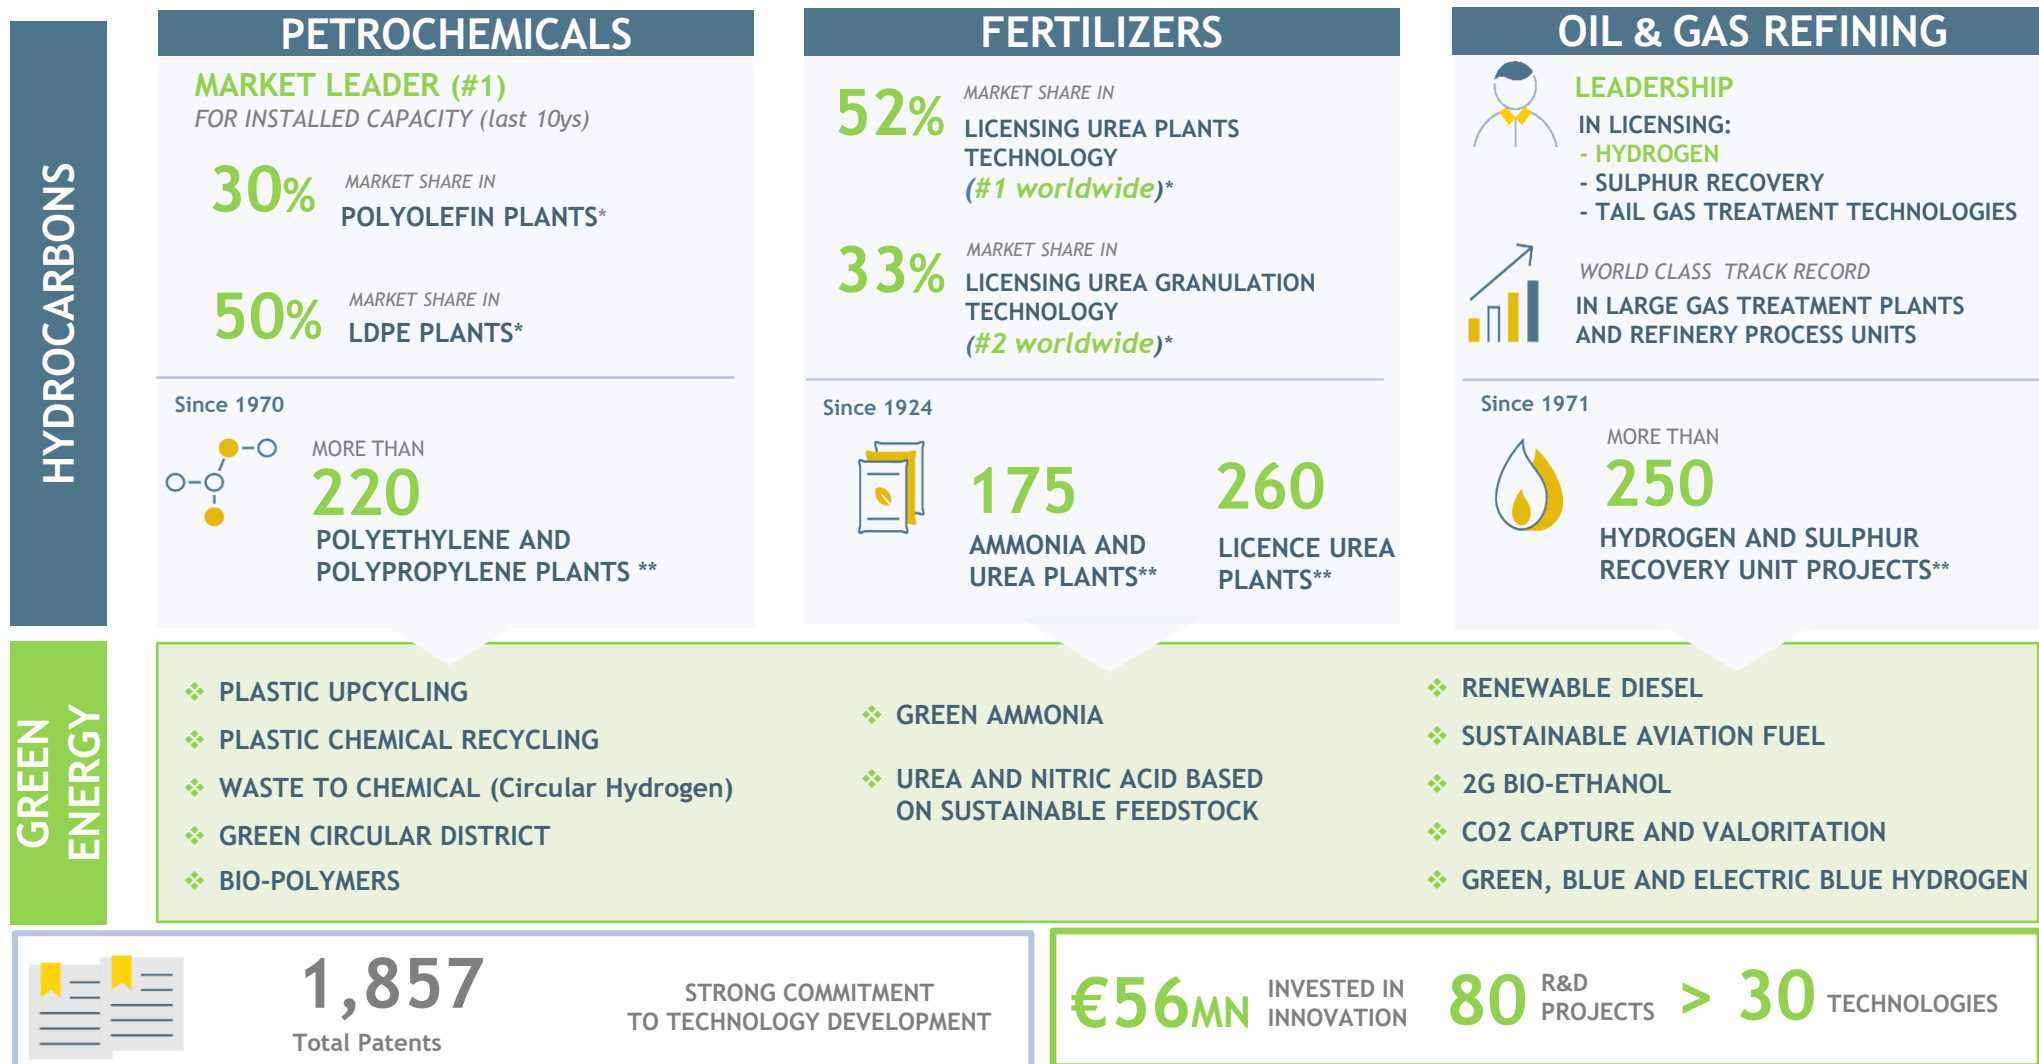 HYDROCARBONS
PETROCHEMICALS
MARKET LEADER (#1)
FOR INSTALLED CAPACITY (last 10ys)
30% MARKET SHARE IN
POLYOLEFIN PLANTS*
50% MARKET SHARE IN
LDPE PLANTS*
Since 1970
MORE THAN
220
POLYETHYLENE AND
POLYPROPYLENE PLANTS **
FERTILIZERS
52% MARKET SHARE IN
LICENSING UREA PLANTS
TECHNOLOGY
(#1 worldwide)*
33% MARKET SHARE IN
LICENSING UREA GRANULATION
TECHNOLOGY
(#2 worldwide)*
Since 1924
175
AMMONIA AND
UREA PLANTS**
260
LICENCE UREA
PLANTS**
OIL & GAS REFINING
LEADERSHIP
IN LICENSING:
- HYDROGEN
- SULPHUR RECOVERY
- TAIL GAS TREATMENT TECHNOLOGIES
WORLD CLASS TRACK RECORD
IN LARGE GAS TREATMENT PLANTS
AND REFINERY PROCESS UNITS
Since 1971
MORE THAN
250
HYDROGEN AND SULPHUR
RECOVERY UNIT PROJECTS**
GREEN
ENERGY
❖ PLASTIC UPCYCLING
❖ PLASTIC CHEMICAL RECYCLING
❖ WASTE TO CHEMICAL (Circular Hydrogen)
❖ GREEN CIRCULAR DISTRICT
❖ BIO-POLYMERS
❖ GREEN AMMONIA
❖ UREA AND NITRIC ACID BASED
ON SUSTAINABLE FEEDSTOCK
❖ RENEWABLE DIESEL
❖ SUSTAINABLE AVIATION FUEL
❖ 2G BIO-ETHANOL
❖ CO2 CAPTURE AND VALORITATION
❖ GREEN, BLUE AND ELECTRIC BLUE HYDROGEN
1,857
Total Patents
STRONG COMMITMENT
TO TECHNOLOGY DEVELOPMENT
€56MN INVESTED IN
INNOVATION
80 R&D
PROJECTS
> 30 TECHNOLOGIES